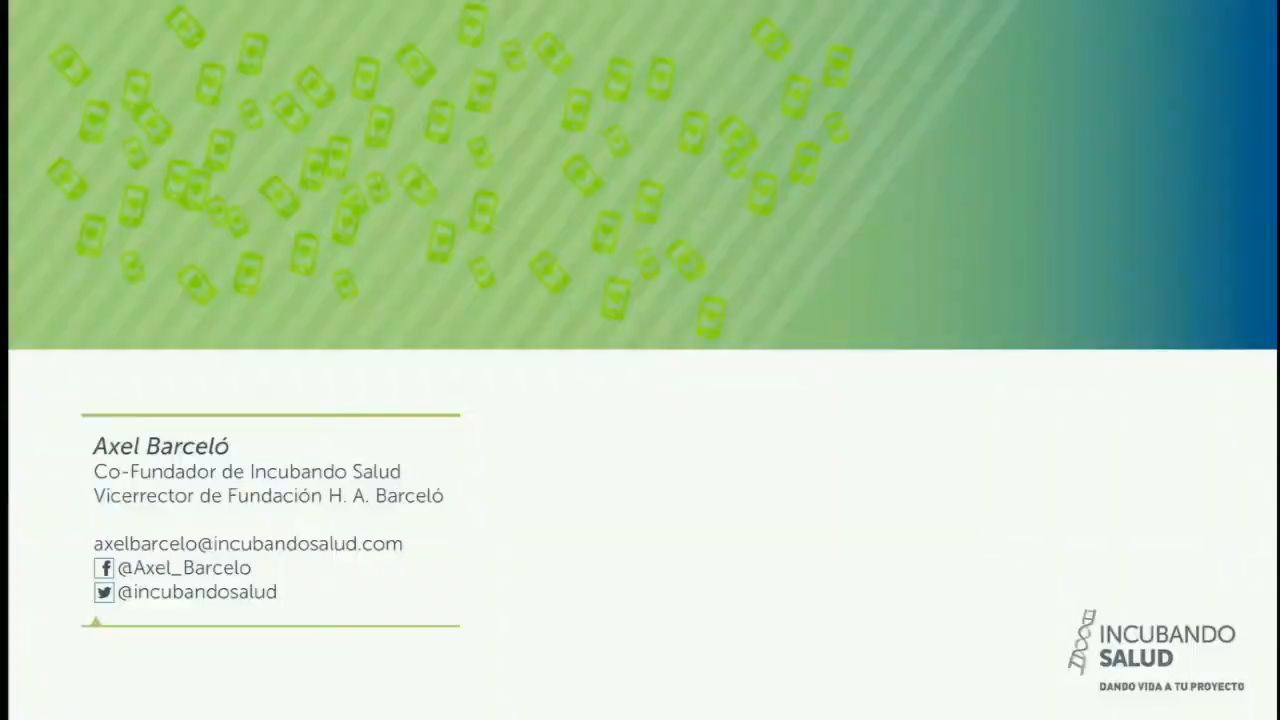 Axel Barceló
Co-Fundador de Incubando Salud
Vicerrector de Fundación H. A. Barceló
axelbarcelo@incubandosalud.com
@Axel_Barcelo
@incubandosalud
INCUBANDO
SALUD
DANDO VIDA A TU PROYECTO